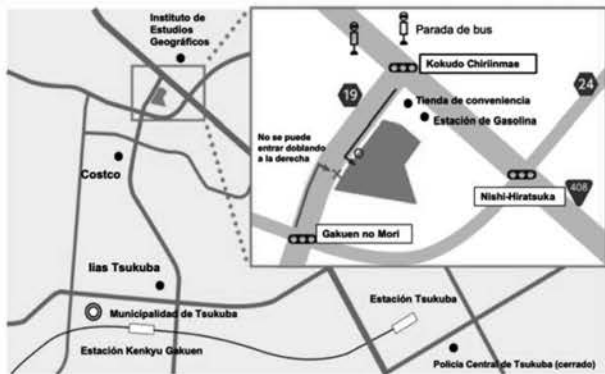 Instituto de
Estudios
Geográficos
Parada de bus
Kokudo Chiriinmae
19
24
Tienda de conveniencia
Estación de Gasolina
No se puede
entrar doblando
a la derecha
Costco
Nishi-Hiratsuka
408
Gakuen no Mori
Iias Tsukuba
Municipalidad de Tsukuba
Estación Tsukuba
Estación Kenkyu Gakuen
Policía Central de Tsukuba (cerrado)